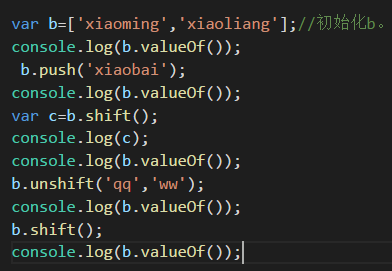 var b=['xiaoming','xiaoliang'];//初始化b。
console.log(b.valueOf());
b.push('xiaobai');
console.log(b.valueOf());
var c=b.shift();
console.log(c);
console.log(b.valueOf());
b.unshift('qq','ww');
console.log(b.valueOf());
b.shift();
console.log(b.valueOf());